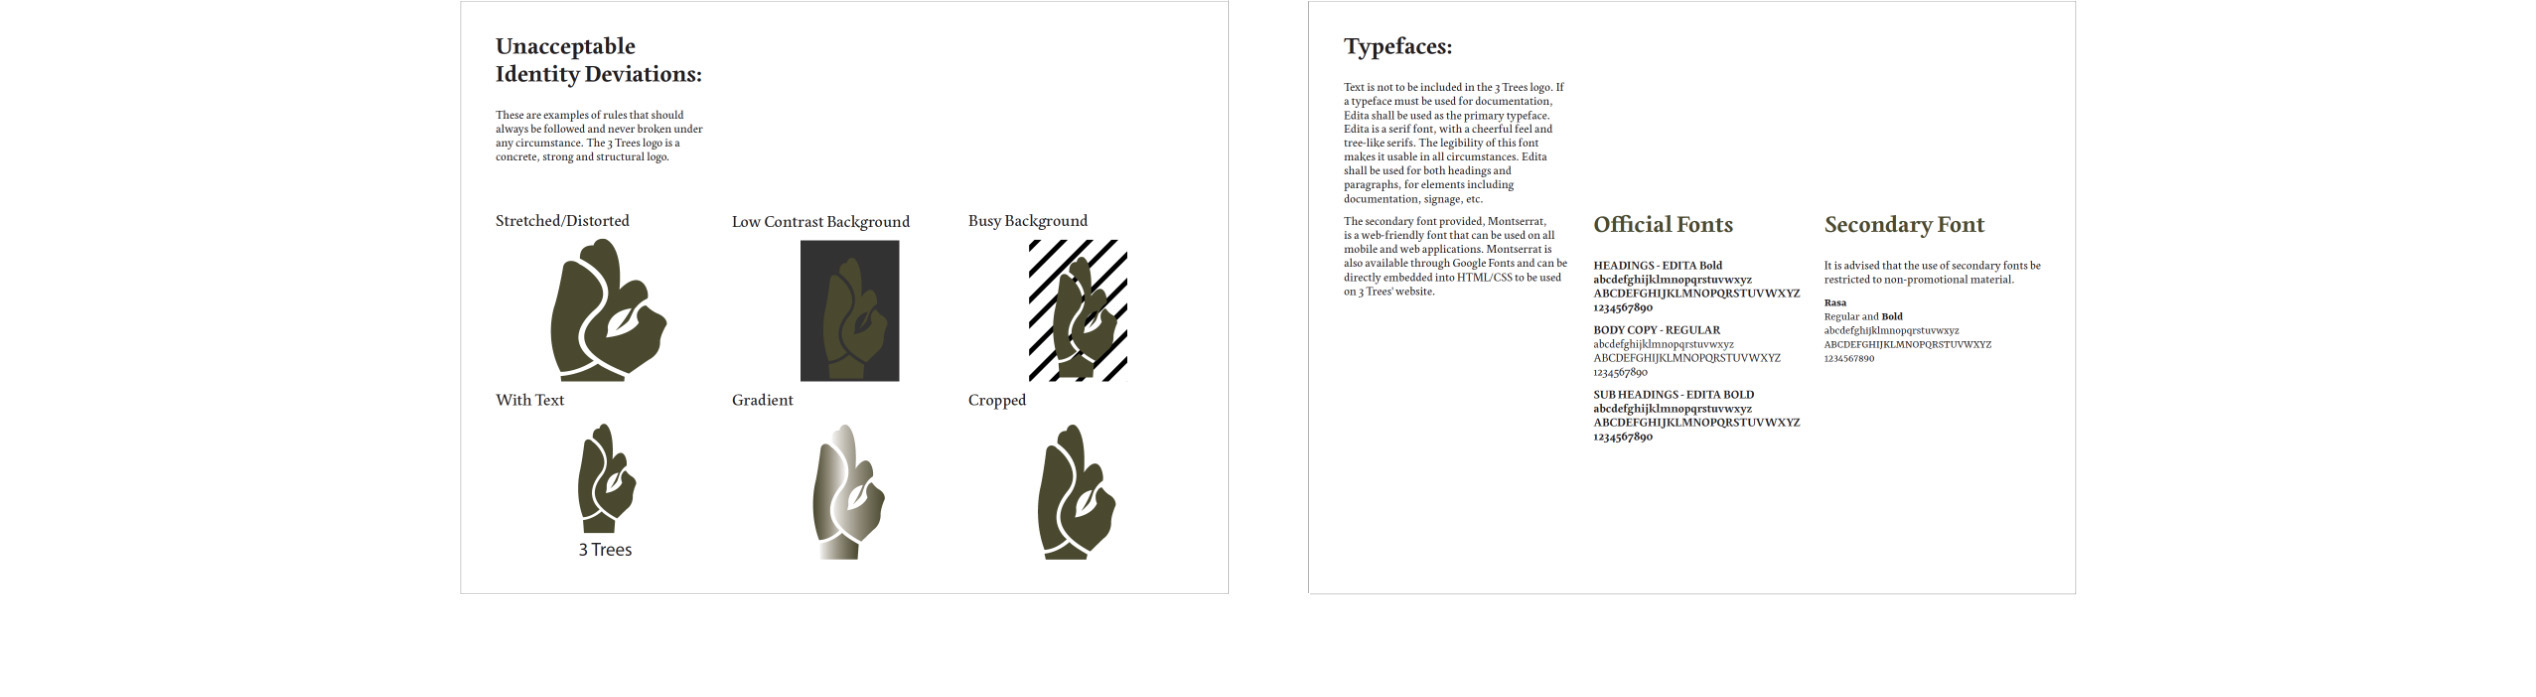 Unacceptable
Identity Deviations:
These are examples of rules that should
always be followed and never broken under
any circumstance. The 3 Trees logo is a
concrete, strong and structural logo.
Stretched/Distorted
Low Contrast Background
Busy Background
With Text
Gradient
Cropped
3 Trees
Typefaces:
Text is not to be included in the 3 Trees logo. If
a typeface must be used for documentation,
Edita shall be used as the primary typeface.
Edita is a serif font, with a cheerful feel and
tree-like serifs. The legibility of this font
makes it usable in all circumstances. Edita
shall be used for both headings and
paragraphs, for elements including
documentation, signage, etc.
The secondary font provided, Montserrat,
is a web-friendly font that can be used on all
mobile and web applications. Montserrat is
also available through Google Fonts and can be
directly embedded into HTML/CSS to be used
on 3 Trees' website.
Official Fonts
HEADINGS - EDITA Bold
abcdefghijklmnopqrstuvwxyz
ABCDEFGHIJKLMNOPQRSTUVWXYZ
1234567890
BODY COPY - REGULAR
abcdefghijklmnopqrstuvwxyz
ABCDEFGHIJKLMNOPQRSTUVWXYZ
1234567890
SUB HEADINGS - EDITA BOLD
abcdefghijklmnopqrstuvwxyz
ABCDEFGHIJKLMNOPQRSTUVWXYZ
1234567890
Secondary Font
It is advised that the use of secondary fonts be
restricted to non-promotional material.
Rasa
Regular and Bold
abcdefghijklmnopqrstuvwxyz
ABCDEFGHIJKLMNOPQRSTUVWXYZ
1234567890